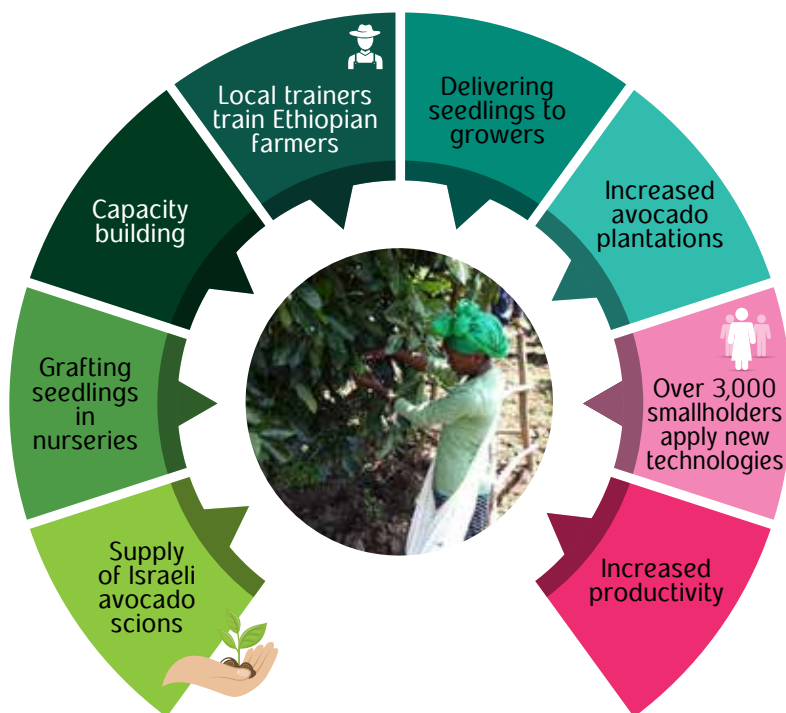 Supply
of Israeli
avocado
scions
Grafting
seedlings
in
nurseries
Capacity
building
Local trainers
train Ethiopian
farmers
Delivering
seedlings to
growers
Increased
avocado
plantations
Over 3,000
smallholders
apply new
technologies
Increased
productivity